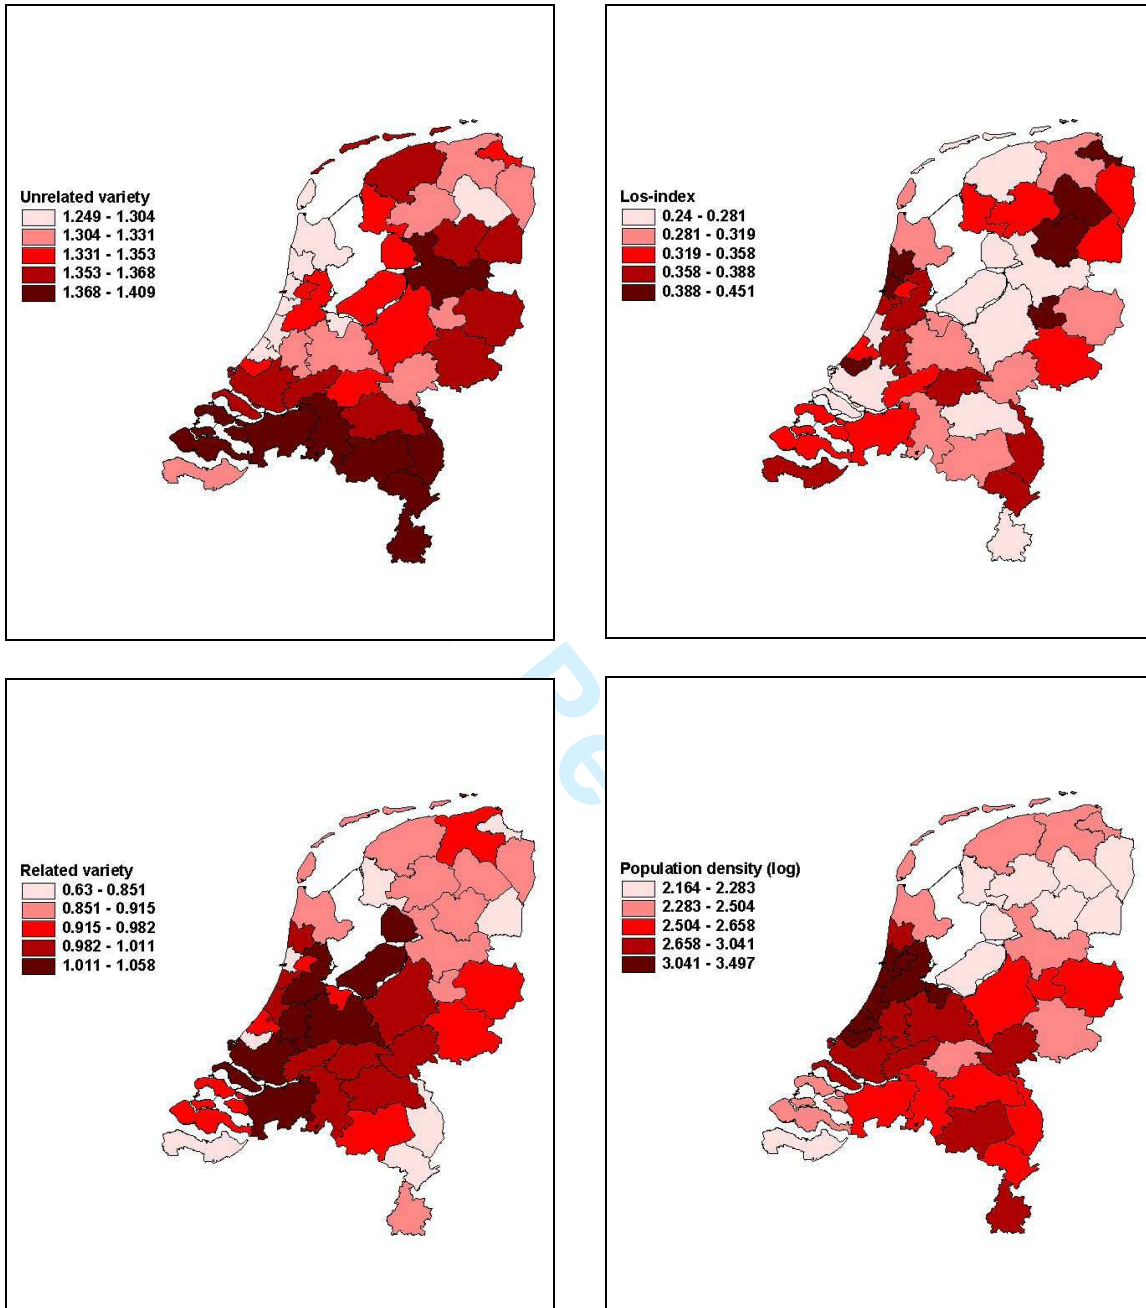 Unrelated variety
1.249 - 1.304
1.304 - 1.331
1.331 - 1.353
1.353 - 1.368
1.368 - 1.409
Los-index
0.24 - 0.281
0.281 - 0.319
0.319 - 0.358
0.358 - 0.388
0.388 - 0.451
Related variety
0.63 - 0.851
0.851 - 0.915
0.915 - 0.982
0.982 - 1.011
1.011 - 1.058
Population density (log)
2.164 - 2.283
2.283 - 2.504
2.504 - 2.658
2.658 - 3.041
3.041 - 3.497
Pe